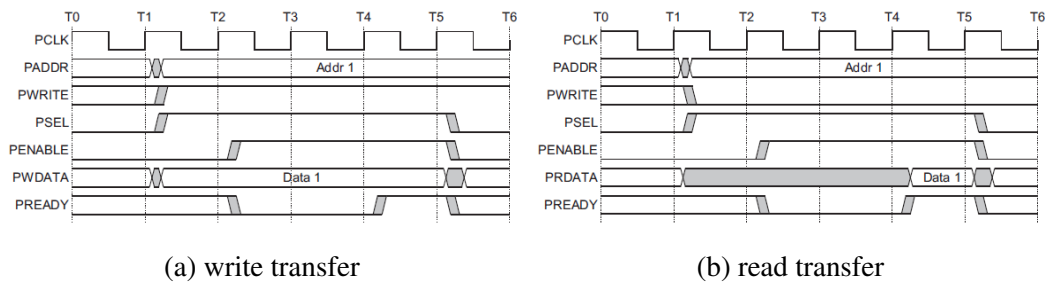 T0 T1 T2 T3 T4 T5 T6
PCLK
PADDR Addr 1
PWRITE
PSEL
PENABLE
PWDATA Data 1
PREADY
(a) write transfer
T0 T1 T2 T3 T4 T5 T6
PCLK
PADDR Addr 1
PWRITE
PSEL
PENABLE
PRDATA Data 1
PREADY
(b) read transfer